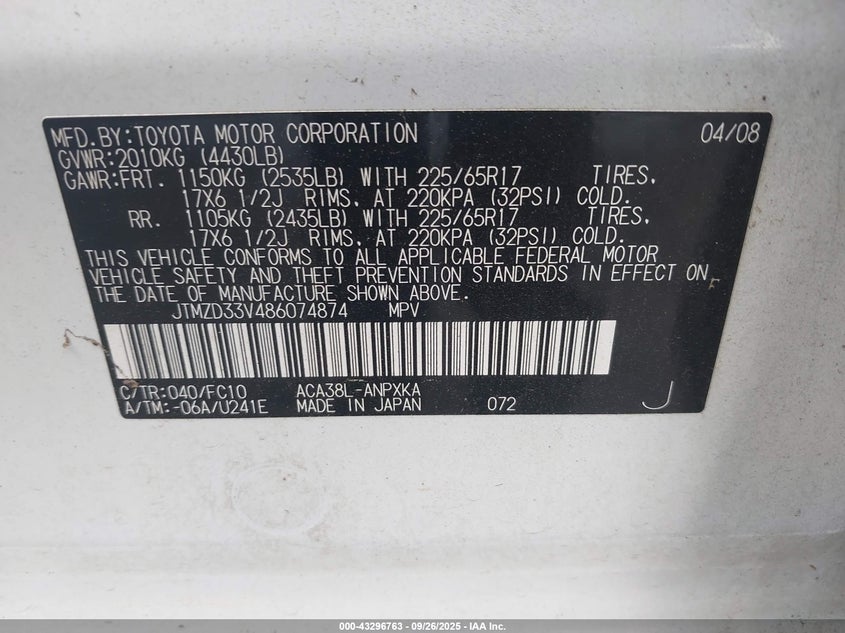 MFD.BY:TOYOTA MOTOR CORPORATION 04/08
GVWR:2010KG (4430LB)
GAWR:FRT. 1150KG (2535LB) WITH 225/65R17 TIRES,
17X6 1/2J RIMS, AT 220KPA (32PSI) COLD.
RR. 1105KG (2435LB) WITH 225/65R17 TIRES,
17X6 1/2J RIMS, AT 220KPA (32PSI) COLD.
THIS VEHICLE CONFORMS TO ALL APPLICABLE FEDERAL MOTOR
VEHICLE SAFETY AND THEFT PREVENTION STANDARDS IN EFFECT ON
THE DATE OF MANUFACTURE SHOWN ABOVE. F
JTMZD33V486074874 MPV
C/TR:040/FC10 ACA38L-ANPXKA
A/TM:-06A/U241E MADE IN JAPAN 072 J
000-43296763 - 09/26/2025 - IAA Inc.